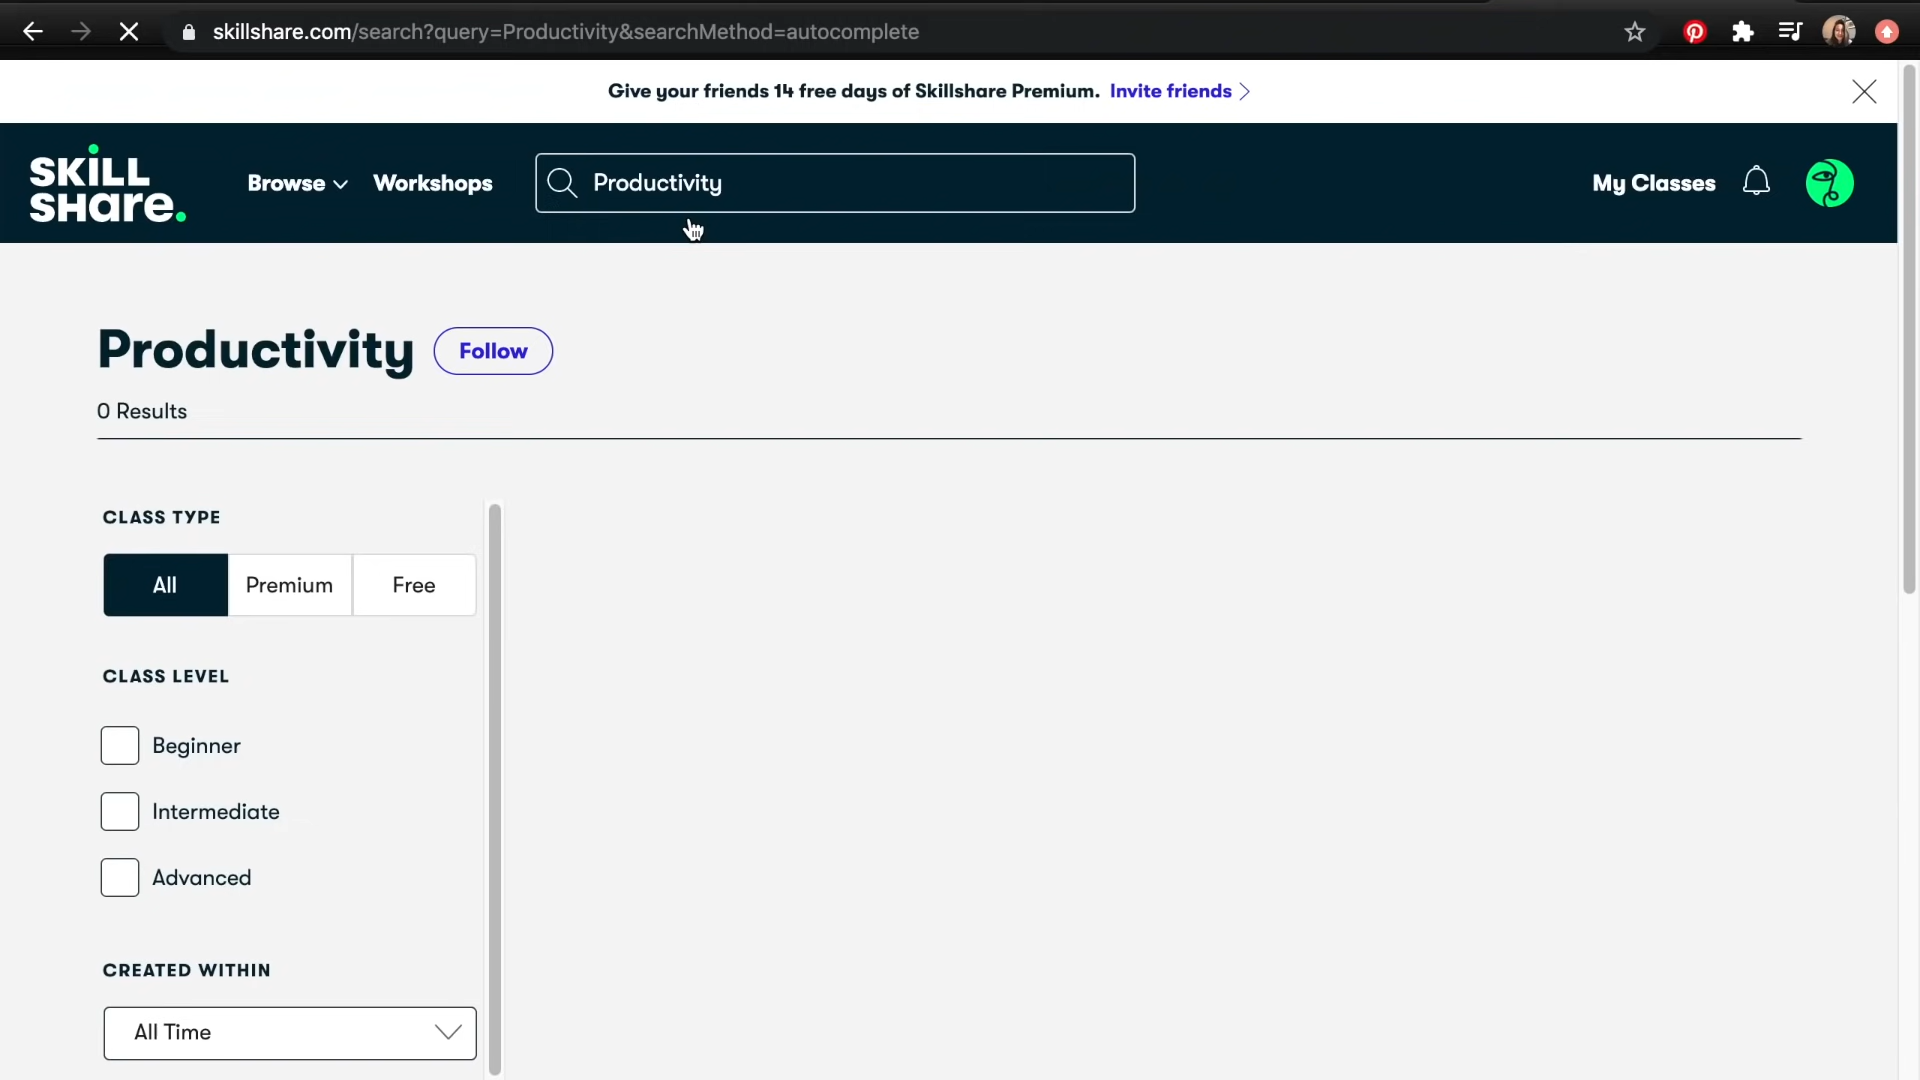 skillshare.com/search?query=Productivity&searchMethod=autocomplete
Give your friends 14 free days of Skillshare Premium. Invite friends
SKILL
SHare.
Browse
Workshops
Productivity
My Classes
Productivity
Follow
0 Results
CLASS TYPE
All
Premium
Free
CLASS LEVEL
Beginner
Intermediate
Advanced
CREATED WITHIN
All Time